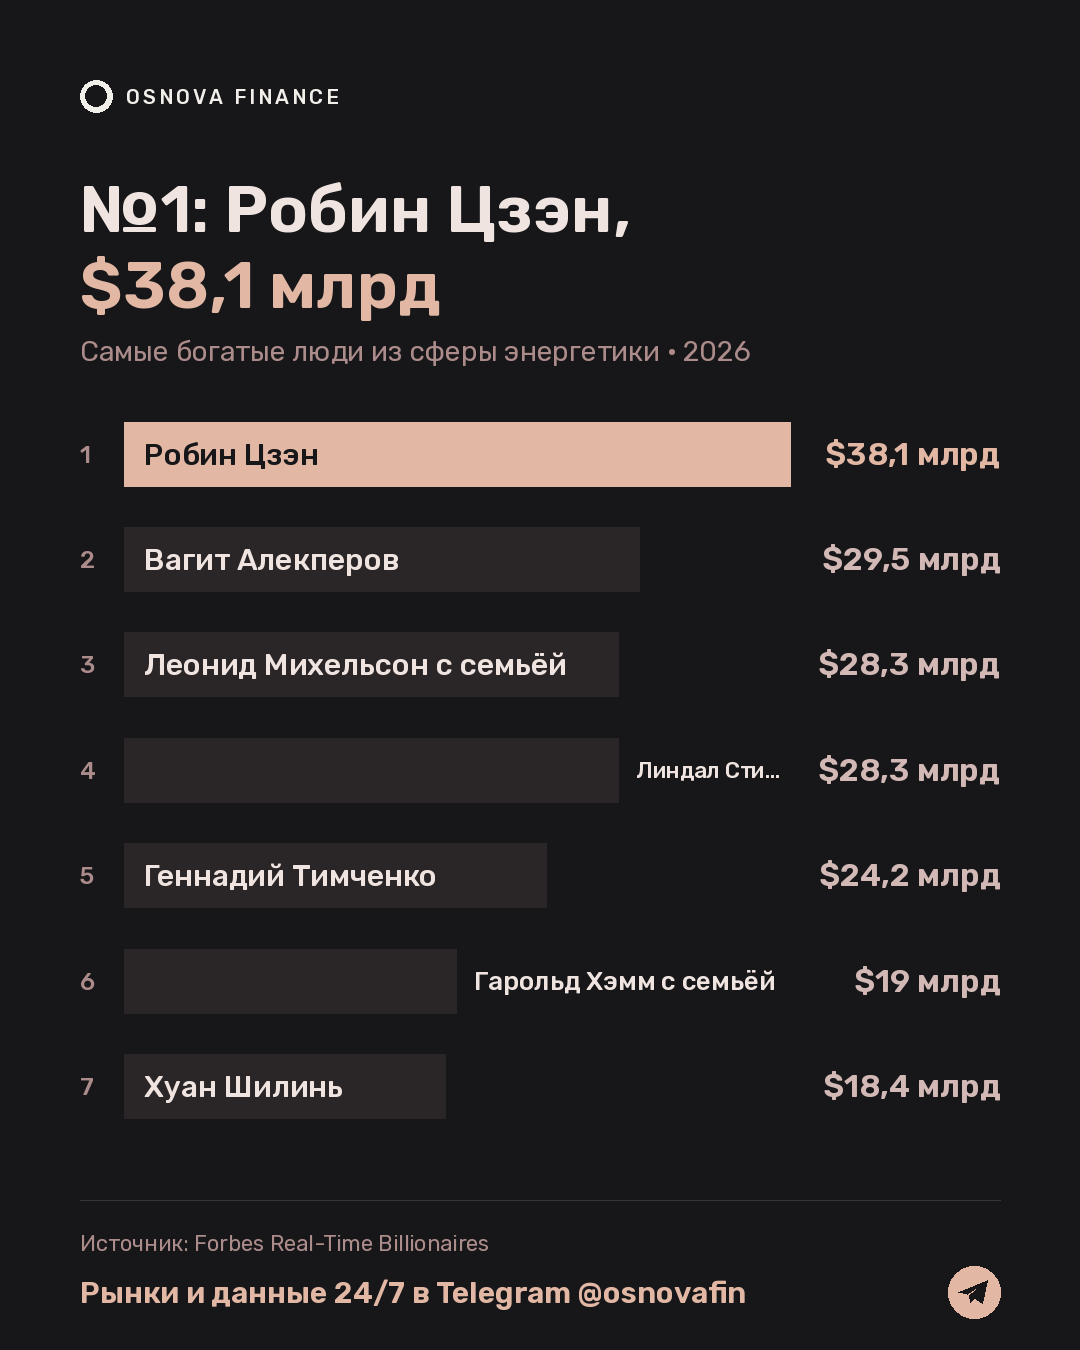 OSNOVA FINANCE
№1: Робин Цзэн,
$38,1 млрд
Самые богатые люди из сферы энергетики • 2026
1 Робин Цзэн $38,1 млрд
2 Вагит Алекперов $29,5 млрд
3 Леонид Михельсон с семьёй $28,3 млрд
4 Линдал Сти... $28,3 млрд
5 Геннадий Тимченко $24,2 млрд
6 Гарольд Хэмм с семьёй $19 млрд
7 Хуан Шилинь $18,4 млрд
Источник: Forbes Real-Time Billionaires
Рынки и данные 24/7 в Telegram @osnovafin